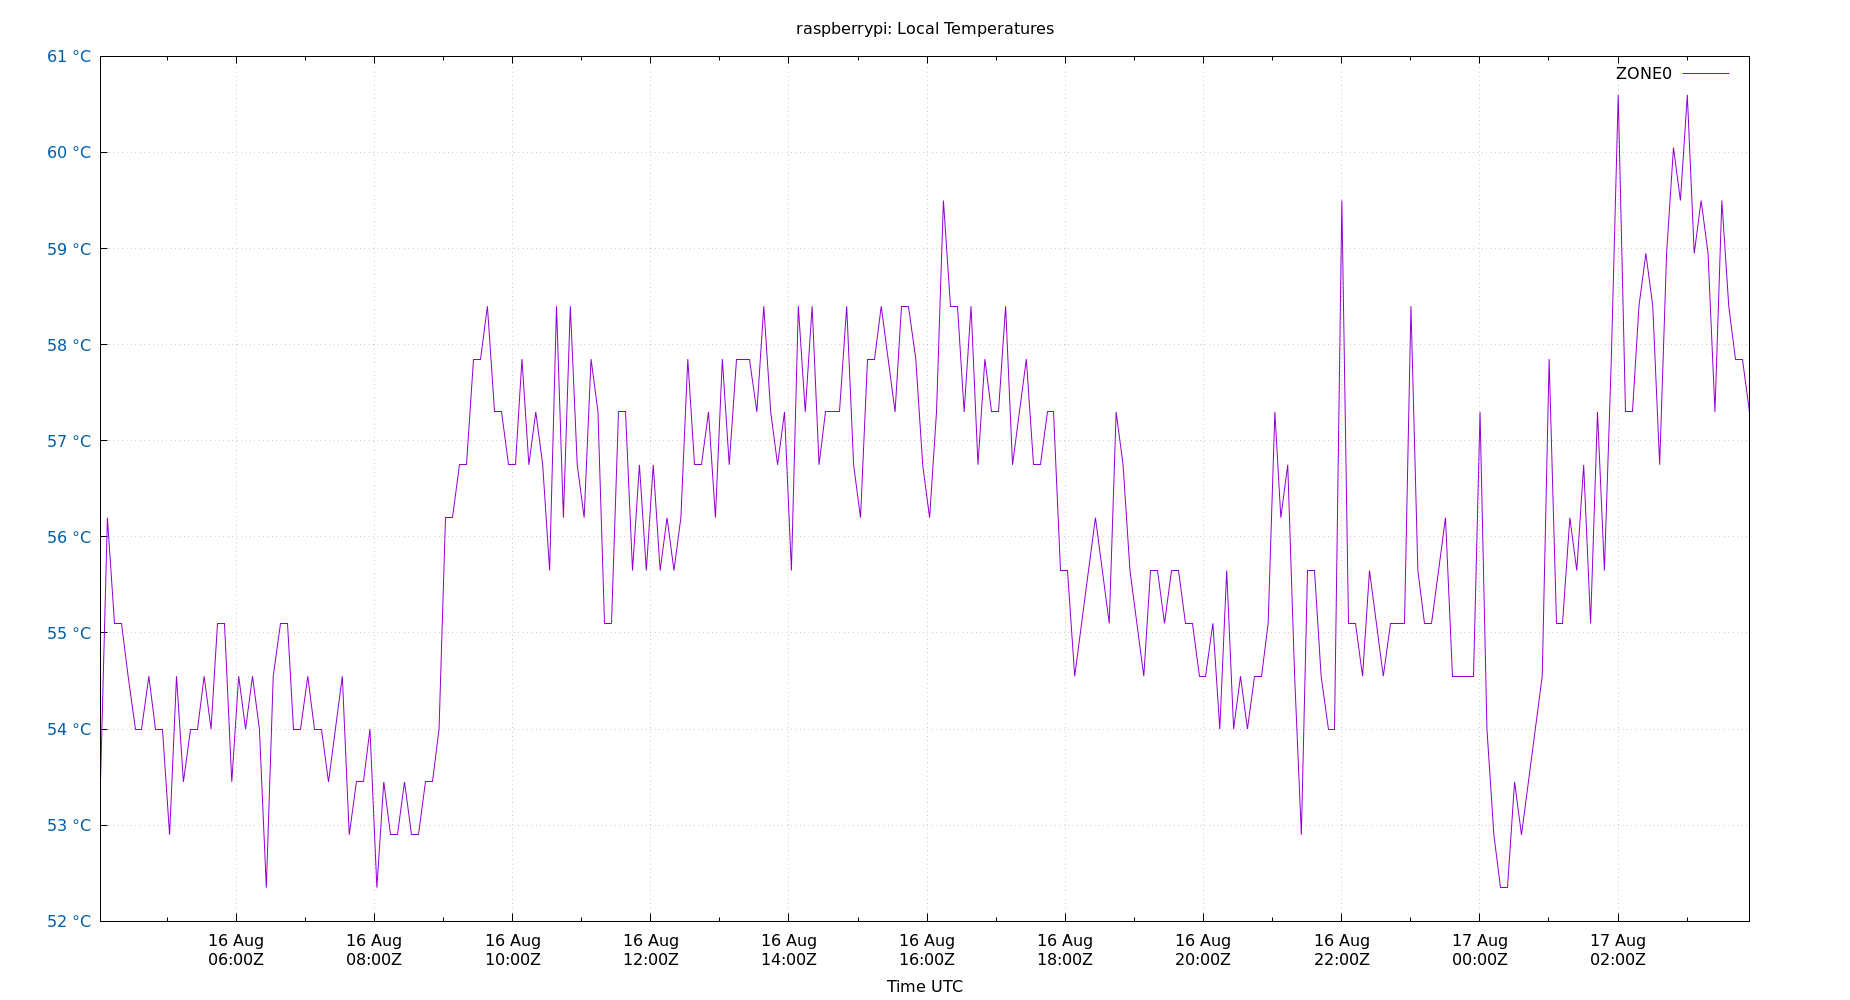 raspberrypi: Local Temperatures
61 °C
ZONE0
60 °C
59 °C
58 °C
57 °C
56 °C
55 °C
54 °C
53 °C
52 °C
16 Aug 16 Aug 16 Aug 16 Aug 16 Aug 16 Aug 16 Aug 16 Aug 16 Aug 17 Aug 17 Aug
06:00Z 08:00Z 10:00Z 12:00Z 14:00Z 16:00Z 18:00Z 20:00Z 22:00Z 00:00Z 02:00Z
Time UTC